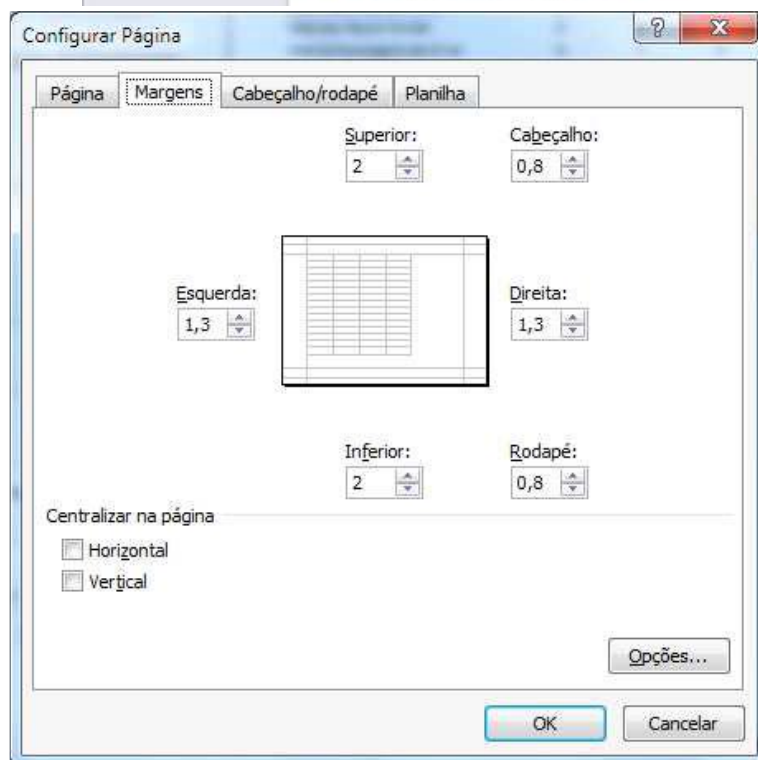 Configurar Página
Página Margens Cabeçalho/rodapé Planilha
Superior: Cabeçalho:
2 0,8
Esquerda: Direita:
1,3 1,3
Inferior: Rodapé:
2 0,8
Centralizar na página
Horizontal
Vertical
Opções...
OK Cancelar